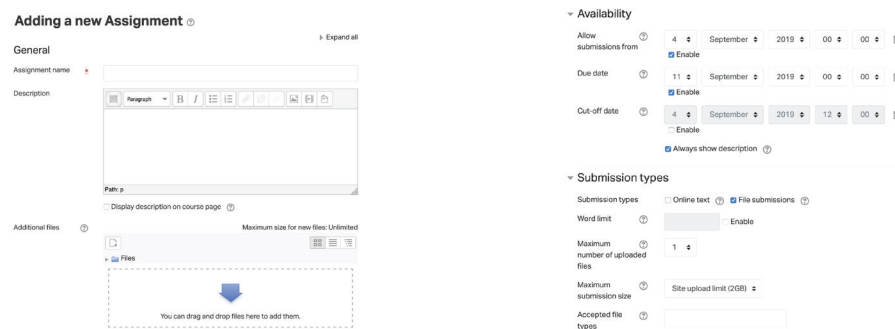 Adding a new Assignment
Expand all
General
Assignment name
Description
Paragraph
B I
Path: p
Display description on course page
Additional files
Maximum size for new files: Unlimited
Files
You can drag and drop files here to add them.
Availability
Allow submissions from
4 September 2019 00 00
Enable
Due date
11 September 2019 00 00
Enable
Cut-off date
4 September 2019 12 00
Enable
Always show description
Submission types
Submission types Online text File submissions
Word limit Enable
Maximum
number of uploaded
files
1
Maximum
submission size
Site upload limit (2GB)
Accepted file
types